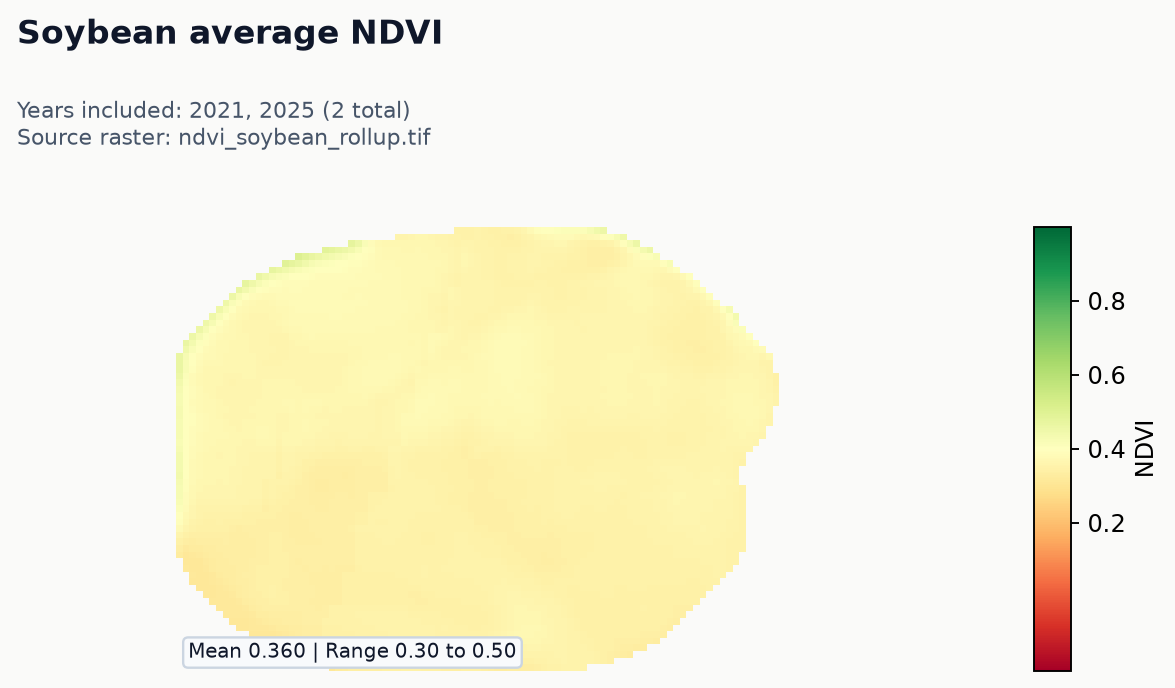 Soybean average NDVI
Years included: 2021, 2025 (2 total)
Source raster: ndvi_soybean_rollup.tif
0.8
0.6
0.4
0.2
NDVI
Mean 0.360 | Range 0.30 to 0.50